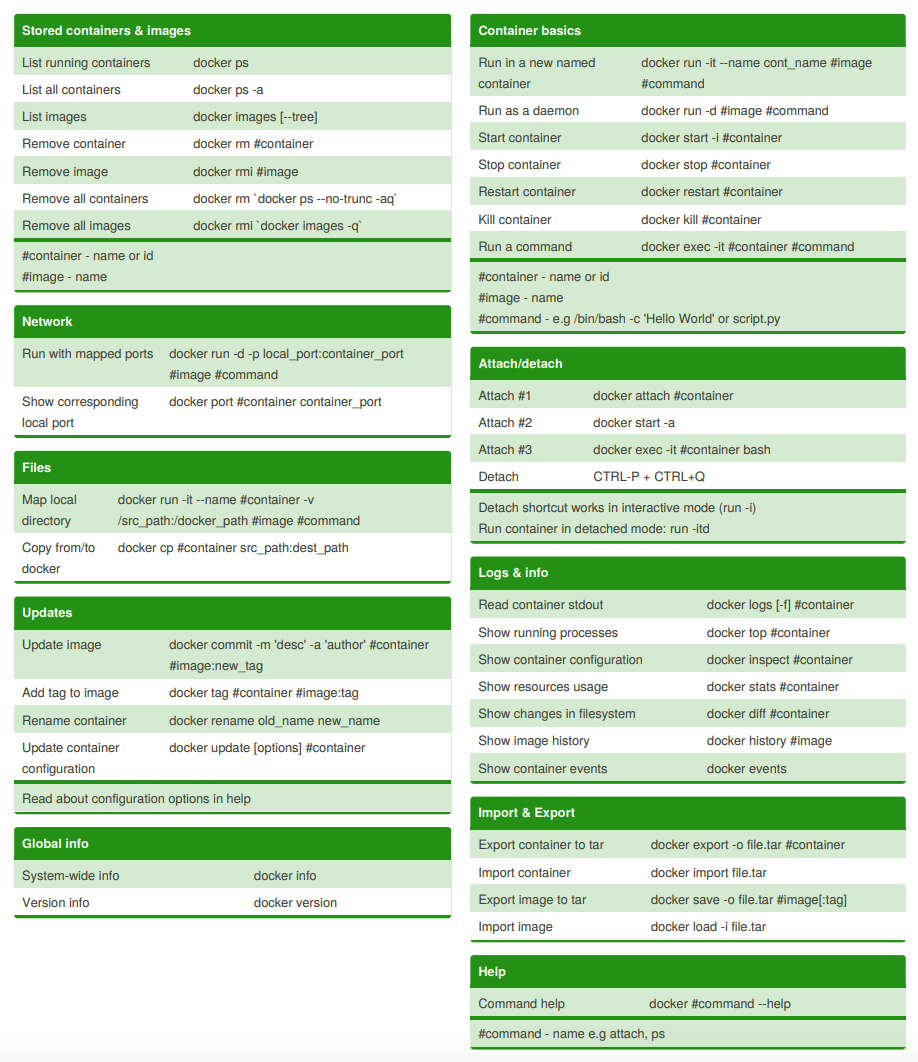 Stored containers & images
List running containers docker ps
List all containers docker ps -a
List images docker images [--tree]
Remove container docker rm #container
Remove image docker rmi #image
Remove all containers docker rm `docker ps --no-trunc -aq`
Remove all images docker rmi `docker images -q`
#container - name or id
#image - name
Network
Run with mapped ports docker run -d -p local_port:container_port
#image #command
Show corresponding docker port #container container_port
local port
Files
Map local docker run -it --name #container -v
directory /src_path:/docker_path #image #command
Copy from/to docker cp #container src_path:dest_path
docker
Updates
Update image docker commit -m 'desc' -a 'author' #container
#image:new_tag
Add tag to image docker tag #container #image:tag
Rename container docker rename old_name new_name
Update container docker update [options] #container
configuration
Read about configuration options in help
Global info
System-wide info docker info
Version info docker version
Container basics
Run in a new named docker run -it --name cont_name #image
container #command
Run as a daemon docker run -d #image #command
Start container docker start -i #container
Stop container docker stop #container
Restart container docker restart #container
Kill container docker kill #container
Run a command docker exec -it #container #command
#container - name or id
#image - name
#command - e.g /bin/bash -c 'Hello World' or script.py
Attach/detach
Attach #1 docker attach #container
Attach #2 docker start -a
Attach #3 docker exec -it #container bash
Detach CTRL-P + CTRL+Q
Detach shortcut works in interactive mode (run -i)
Run container in detached mode: run -itd
Logs & info
Read container stdout docker logs [-f] #container
Show running processes docker top #container
Show container configuration docker inspect #container
Show resources usage docker stats #container
Show changes in filesystem docker diff #container
Show image history docker history #image
Show container events docker events
Import & Export
Export container to tar docker export -o file.tar #container
Import container docker import file.tar
Export image to tar docker save -o file.tar #image[:tag]
Import image docker load -i file.tar
Help
Command help docker #command --help
#command - name e.g attach, ps